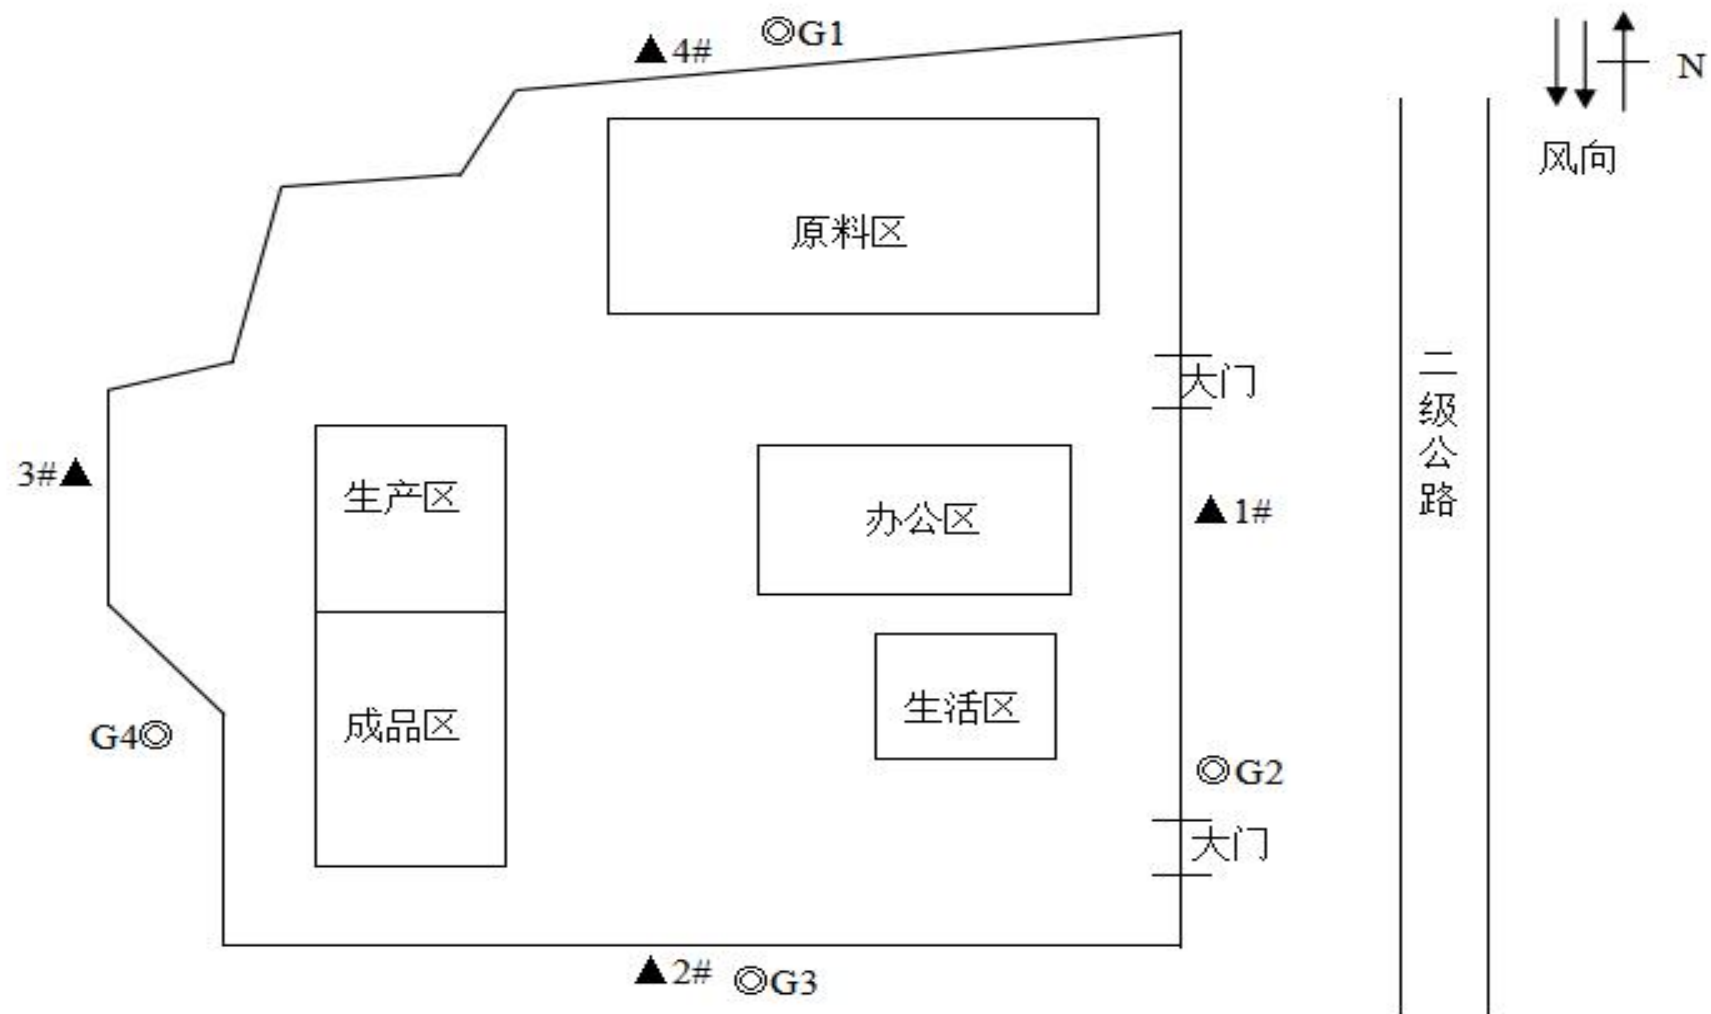 ◎G1
▲4#
N
风向
原料区
大门
二级公路
3#▲
生产区
办公区
▲1#
生活区
成品区
G4◎
◎G2
大门
▲2#
◎G3